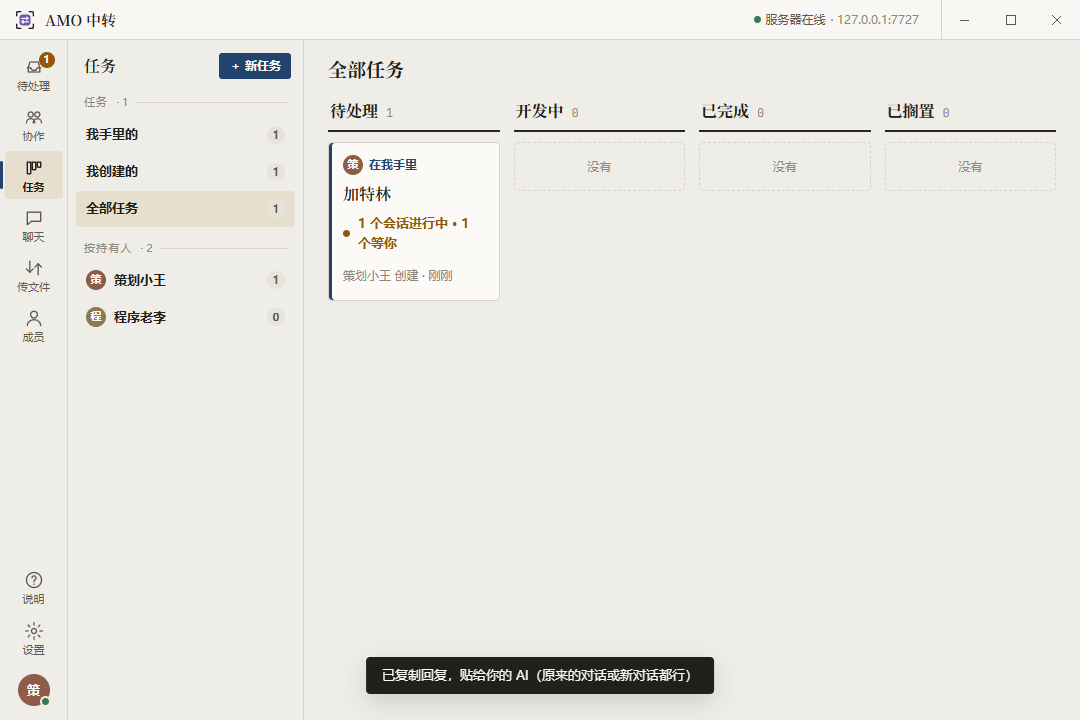 AMO 中转
服务器在线 · 127.0.0.1:7727
1
待处理
协作
任务
聊天
传文件
成员
说明
设置
策
任务
+ 新任务
任务 · 1
我手里的 1
我创建的 1
全部任务 1
按持有人 · 2
策 策划小王 1
程 程序老李 0
全部任务
待处理 1
策 在我手里
加特林
1 个会话进行中 • 1
个等你
策划小王 创建 · 刚刚
开发中 0
没有
已完成 0
没有
已搁置 0
没有
已复制回复，贴给你的 AI（原来的对话或新对话都行）